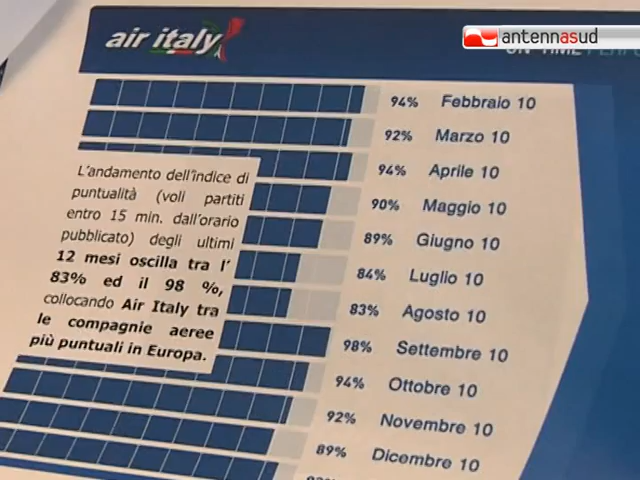 air italy
antennasud
ON-TIME
94% Febbraio 10
92% Marzo 10
94% Aprile 10
90% Maggio 10
89% Giugno 10
84% Luglio 10
83% Agosto 10
98% Settembre 10
94% Ottobre 10
92% Novembre 10
89% Dicembre 10
L'andamento dell'indice di
puntualità (voli partiti
entro 15 min. dall'orario
pubblicato) degli ultimi
12 mesi oscilla tra l'
83% ed il 98 %,
collocando Air Italy tra
le compagnie aeree
più puntuali in Europa.